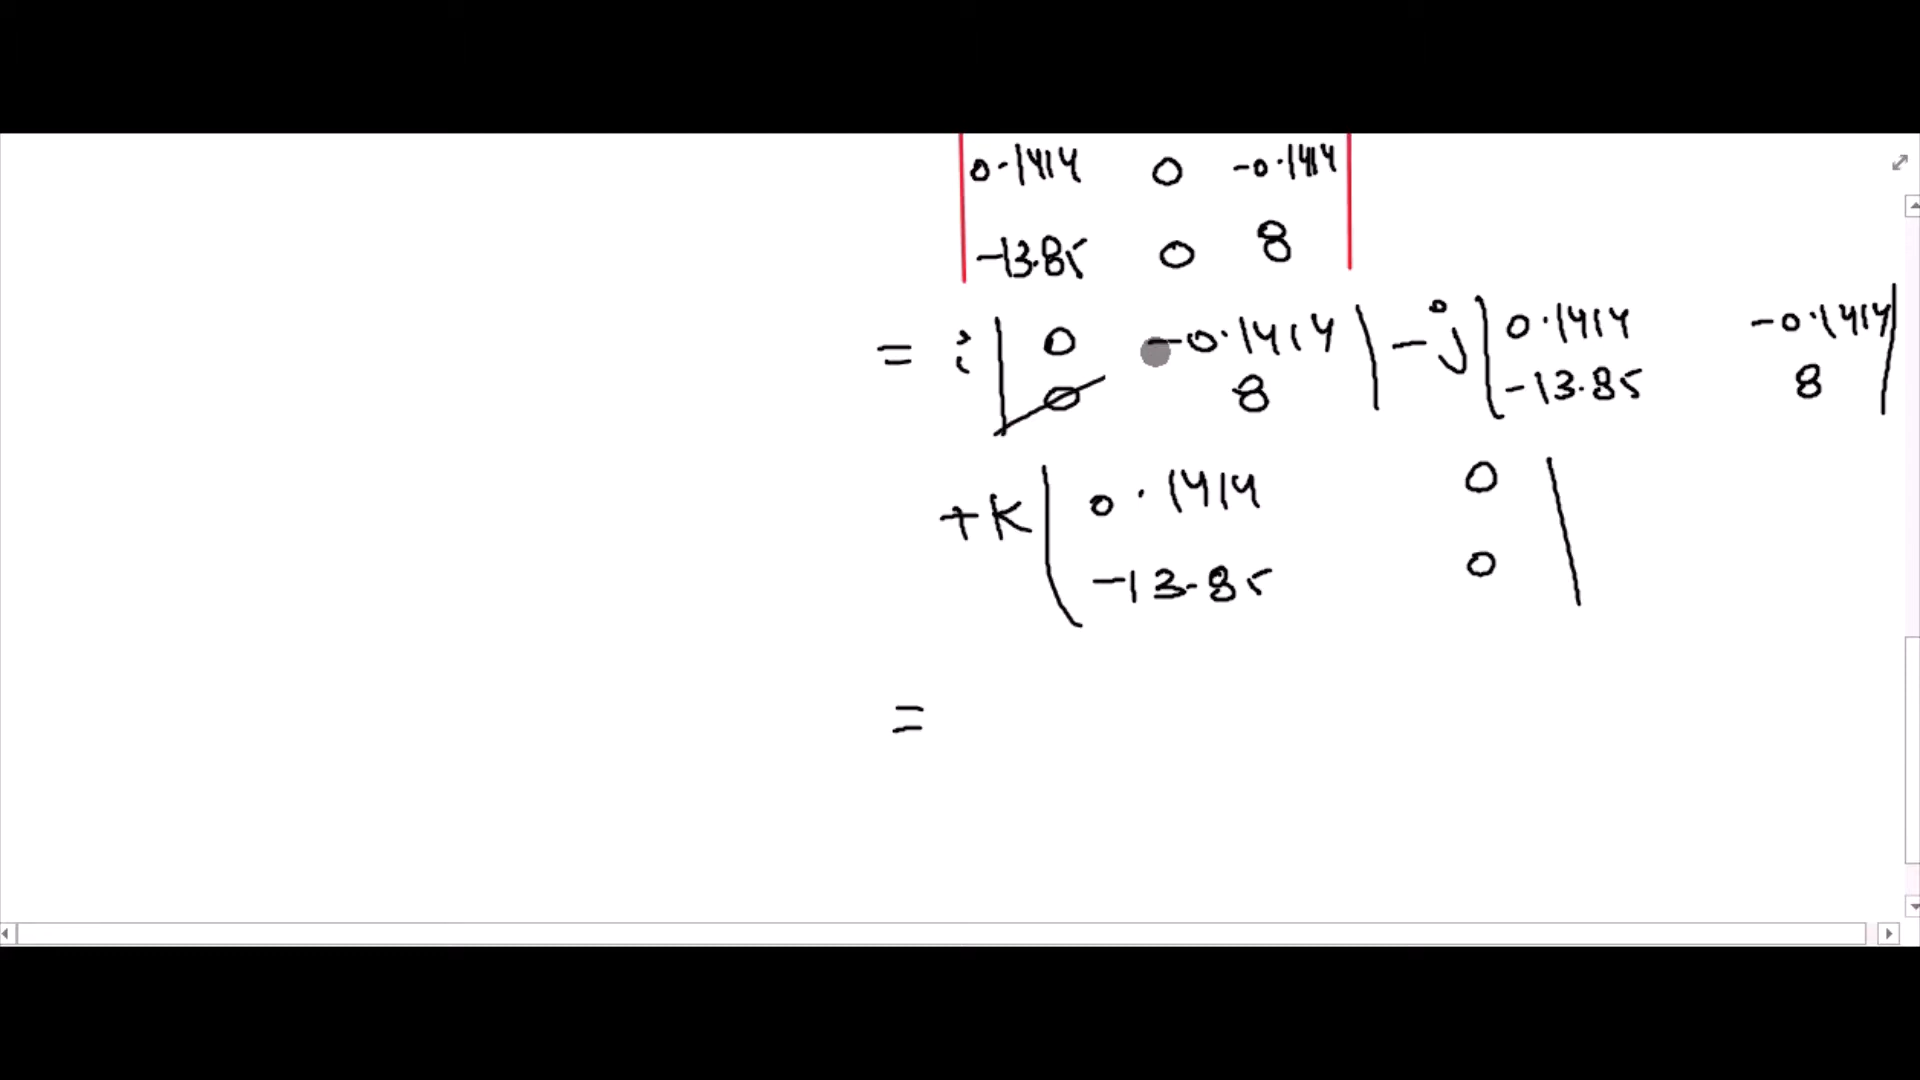 0.1414 0 -0.1414
-13.85 0 8
= i | 0 -0.1414 | - j | 0.1414 -0.1414 |
0 8 -13.85 8
+K | 0.1414 0 |
-13.85 0
=